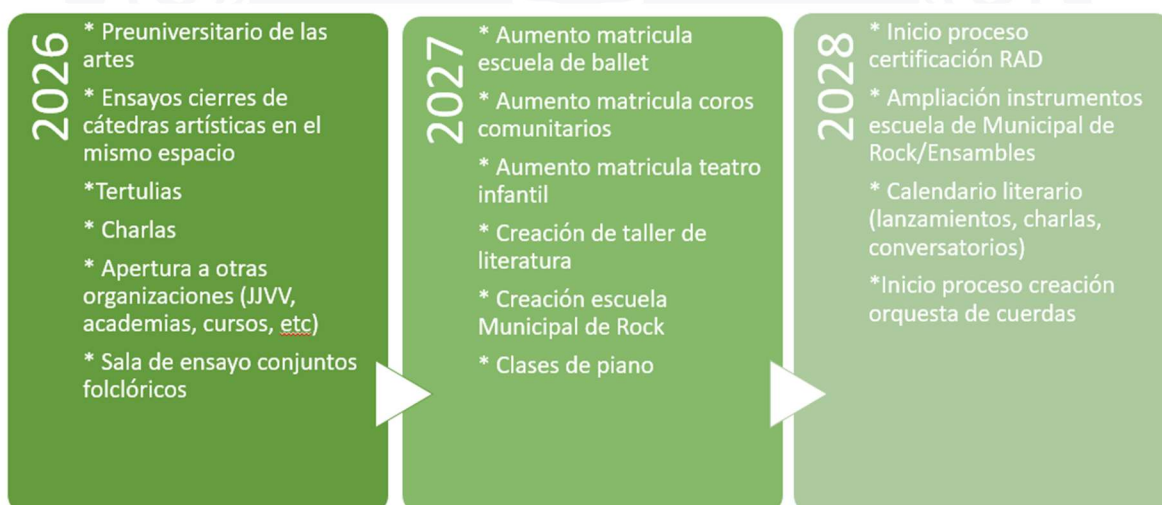 2026
* Preuniversitario de las
artes
* Ensayos cierres de
cátedras artísticas en el
mismo espacio
*Tertulias
* Charlas
* Apertura a otras
organizaciones (JJVV,
academias, cursos, etc)
* Sala de ensayo conjuntos
folclóricos
2027
* Aumento matricula
escuela de ballet
* Aumento matricula coros
comunitarios
* Aumento matricula teatro
infantil
* Creación de taller de
literatura
* Creación escuela
Municipal de Rock
* Clases de piano
2028
* Inicio proceso
certificación RAD
* Ampliación instrumentos
escuela de Municipal de
Rock/Ensambles
* Calendario literario
(lanzamientos, charlas,
conversatorios)
*Inicio proceso creación
orquesta de cuerdas